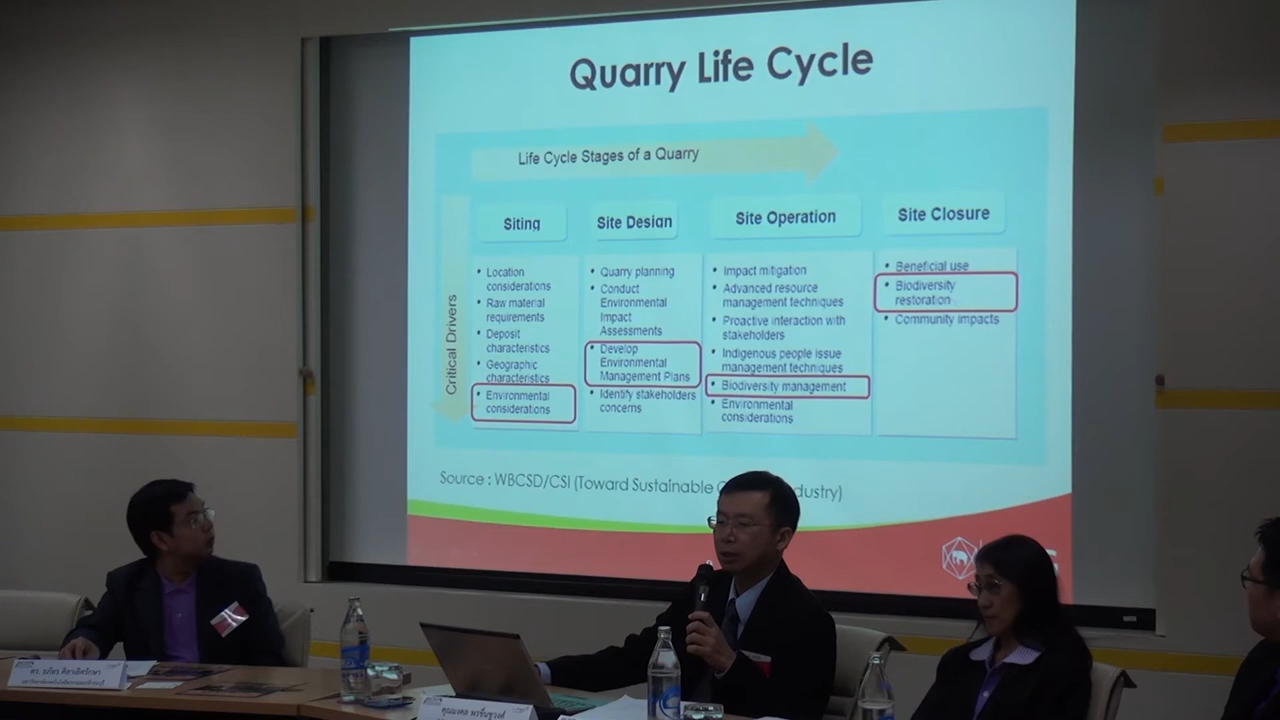 Quarry Life Cycle
Life Cycle Stages of a Quarry
Critical Drivers
Siting
• Location
considerations
• Raw material
requirements
• Deposit
characteristics
• Geographic
characteristics
• Environmental
considerations
Site Design
• Quarry planning
• Conduct
Environmental
Impact
Assessments
• Develop
Environmental
Management Plans
• Identify stakeholders
concerns
Site Operation
• Impact mitigation
• Advanced resource
management techniques
• Proactive interaction with
stakeholders
• Indigenous people issue
management techniques
• Biodiversity management
• Environmental
considerations
Site Closure
• Beneficial use
• Biodiversity
restoration
• Community impacts
Source : WBCSD/CSI (Toward Sustainable